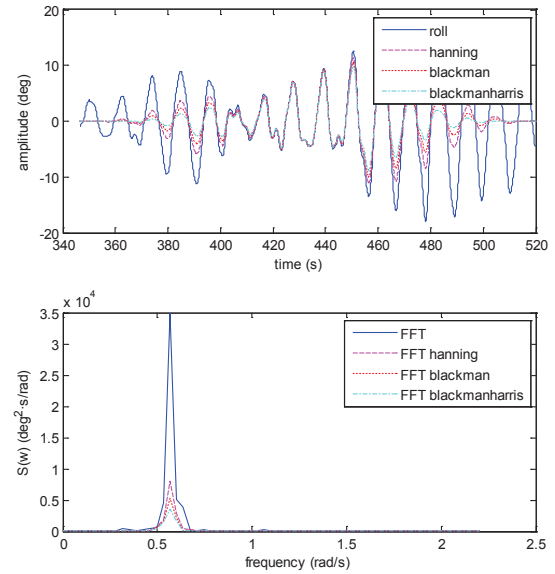 20
10
0
-10
-20
amplitude (deg)
roll
hanning
blackman
blackmanharris
340 360 380 400 420 440 460 480 500 520
time (s)
x 10⁴
3.5
3
2.5
2
1.5
1
0.5
0
S(w) (deg²·s/rad)
FFT
FFT hanning
FFT blackman
FFT blackmanharris
0 0.5 1 1.5 2 2.5
frequency (rad/s)